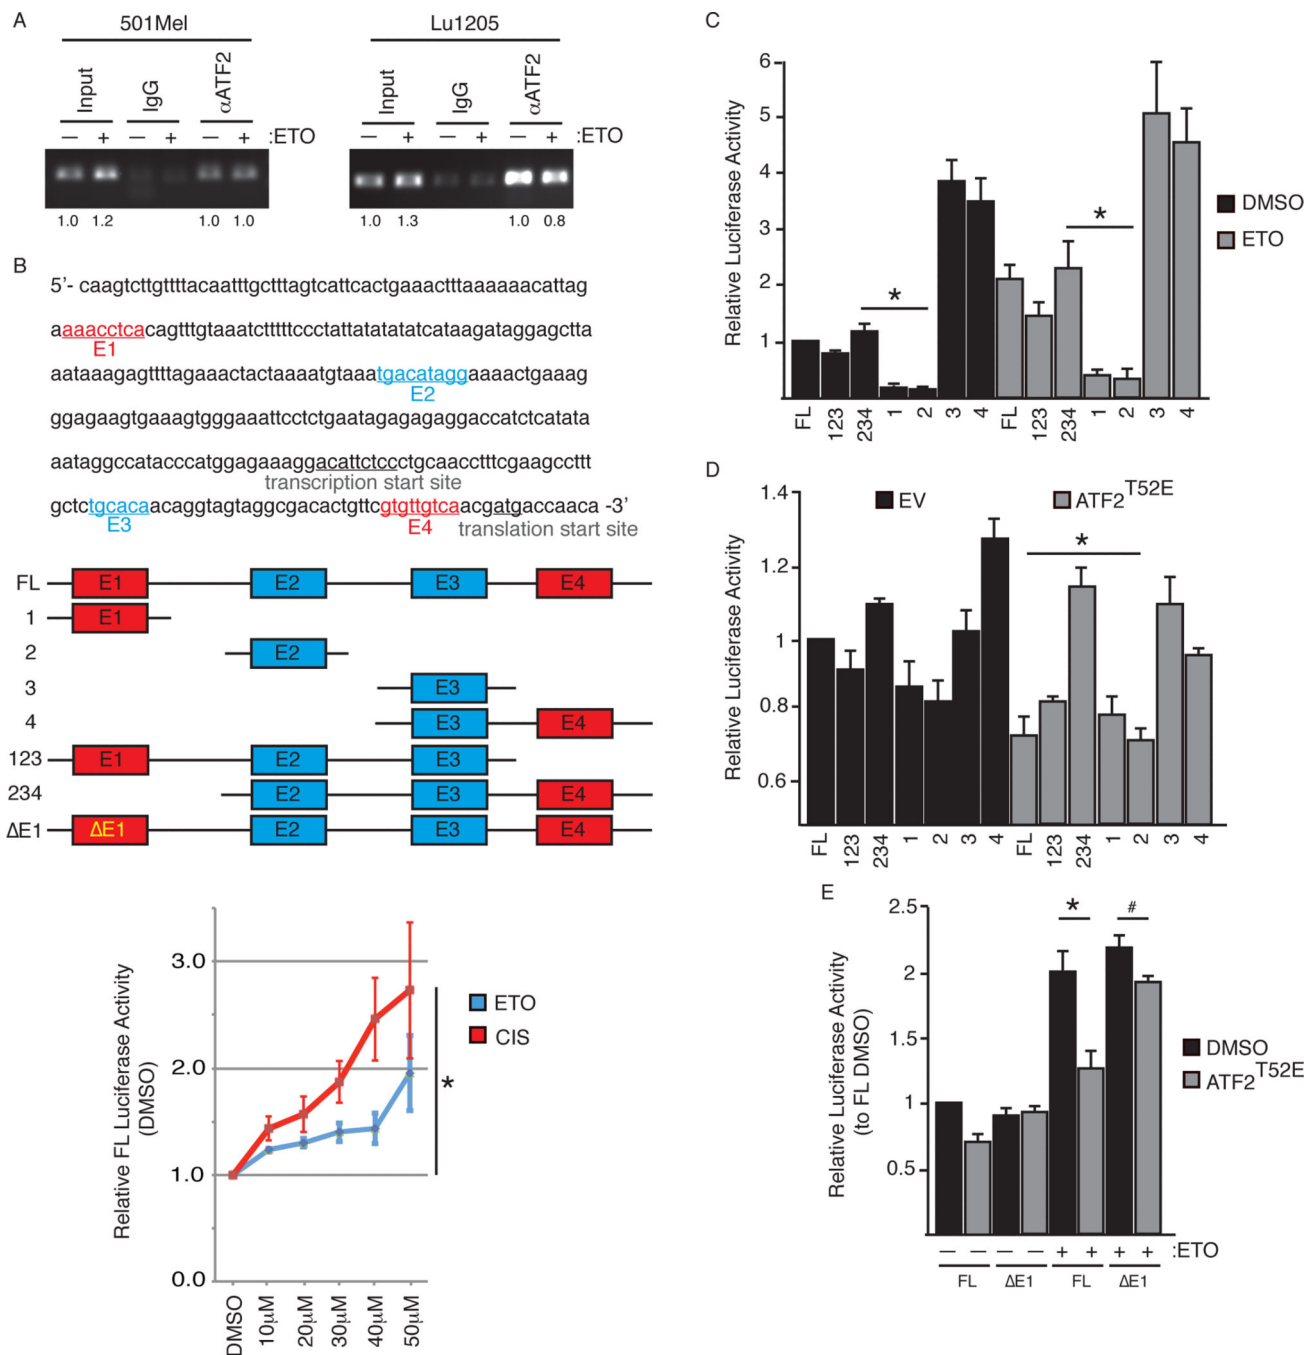 A
501Mel
Lu1205
Input
IgG
αATF2
Input
IgG
αATF2
— + — + — + — + — + — + :ETO
1.0 1.2 1.0 1.0 1.0 1.3 1.0 0.8
B
5’- caagtcttgttttacaatttgctttagtcattcactgaaactttaaaaaacattag
aaaacctcacagtttgtaaatctttttccctattatatatatcataagataggagctta
E1
aataaagagttttagaaactactaaaatgtaaatgacataggaaaactgaaag
E2
ggagaagtgaaagtgggaaattcctctgaatagagagaggaccatctcatata
aataggccatacccatggagaaaggacattctccctgcaacctttcgaagccttt
transcription start site
gctctgcacaacaggtagtaggcgacactgttcgtgttgtcaacgatgaccaaca -3’
E3
E4
translation start site
FL E1 E2 E3 E4
1 E1
2 E2
3 E3
4 E3 E4
123 E1 E2 E3
234 E2 E3 E4
ΔE1 ΔE1 E2 E3 E4
Relative FL Luciferase Activity
(DMSO)
3.0
2.0
1.0
0.0
DMSO
10µM
20µM
30µM
40µM
50µM
ETO
CIS
*
C
Relative Luciferase Activity
6
5
4
3
2
1
*
*
DMSO
ETO
FL 123 234 1 2 3 4 FL 123 234 1 2 3 4
D
Relative Luciferase Activity
1.4
1.2
1
0.8
0.6
EV
ATF2T52E
*
FL 123 234 1 2 3 4 FL 123 234 1 2 3 4
E
Relative Luciferase Activity
(to FL DMSO)
2.5
2
1.5
1
0.5
*
#
DMSO
ATF2T52E
— — — — + + + + :ETO
FL ΔE1 FL ΔE1